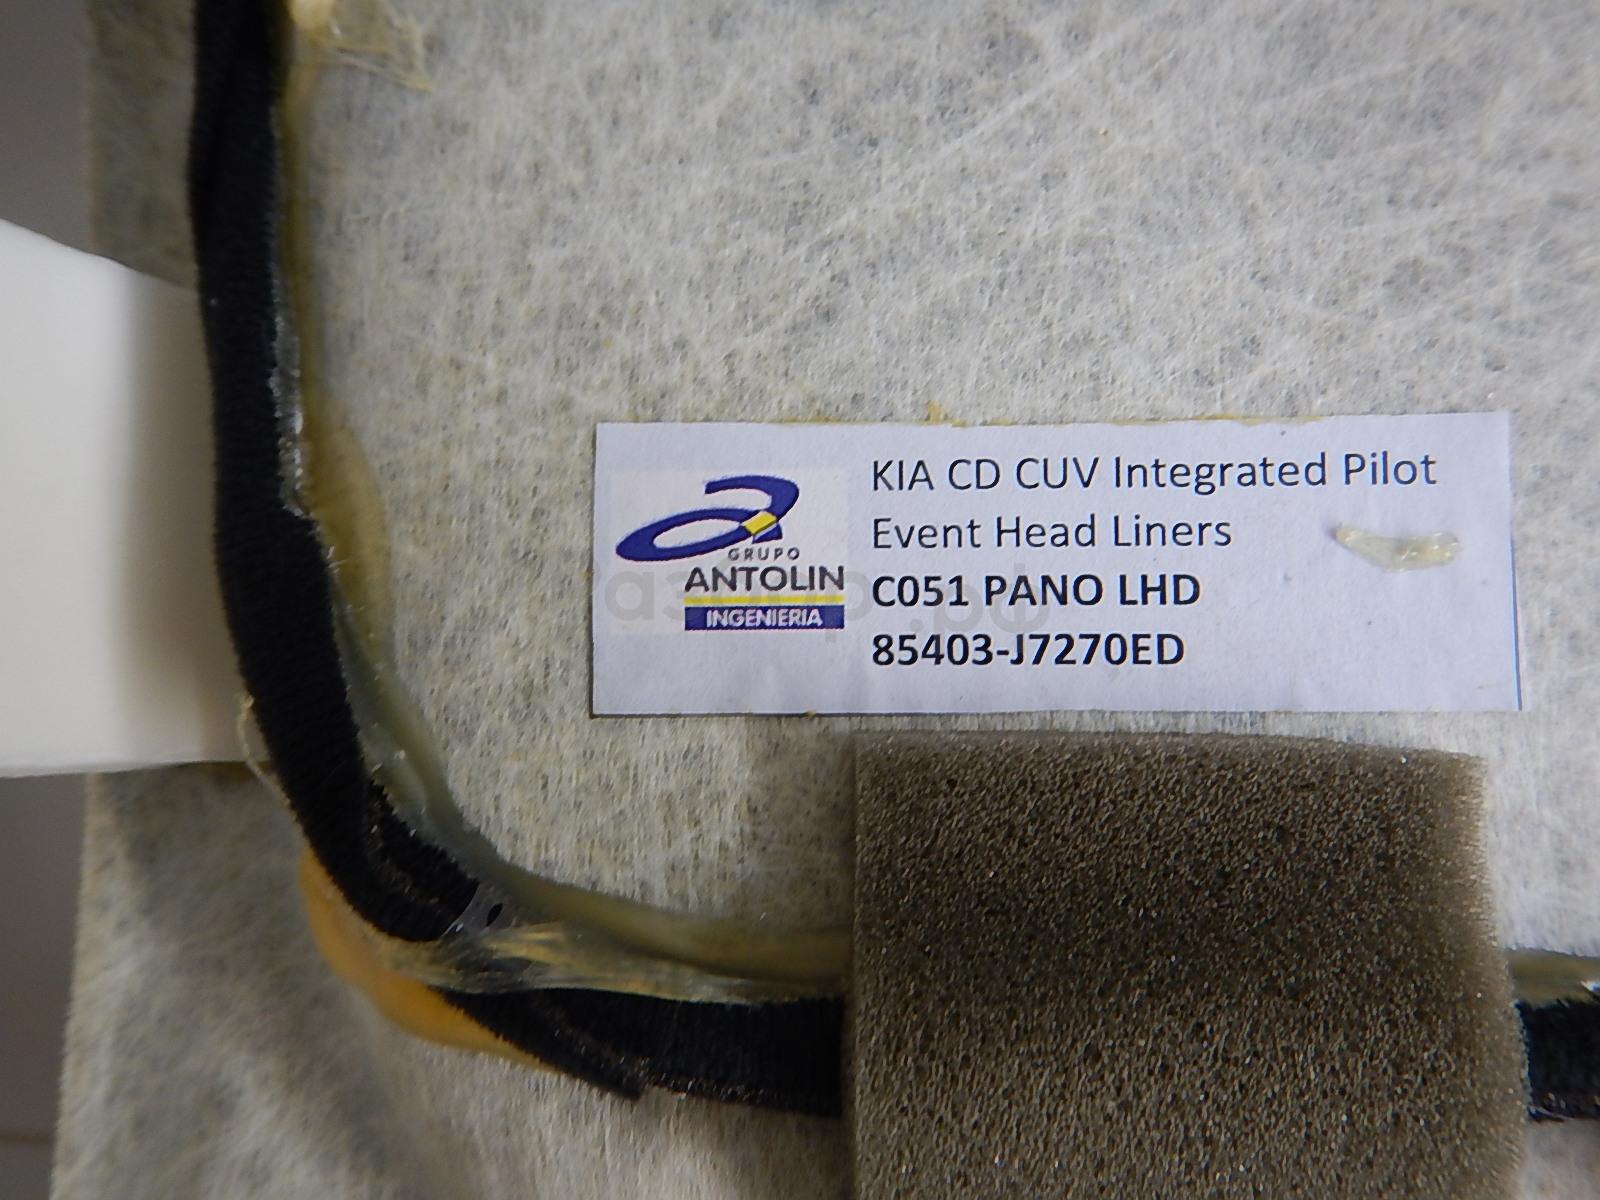 KIA CD CUV Integrated Pilot
Event Head Liners
C051 PANO LHD
85403-J7270ED
GRUPO
ANTOLIN
INGENIERIA